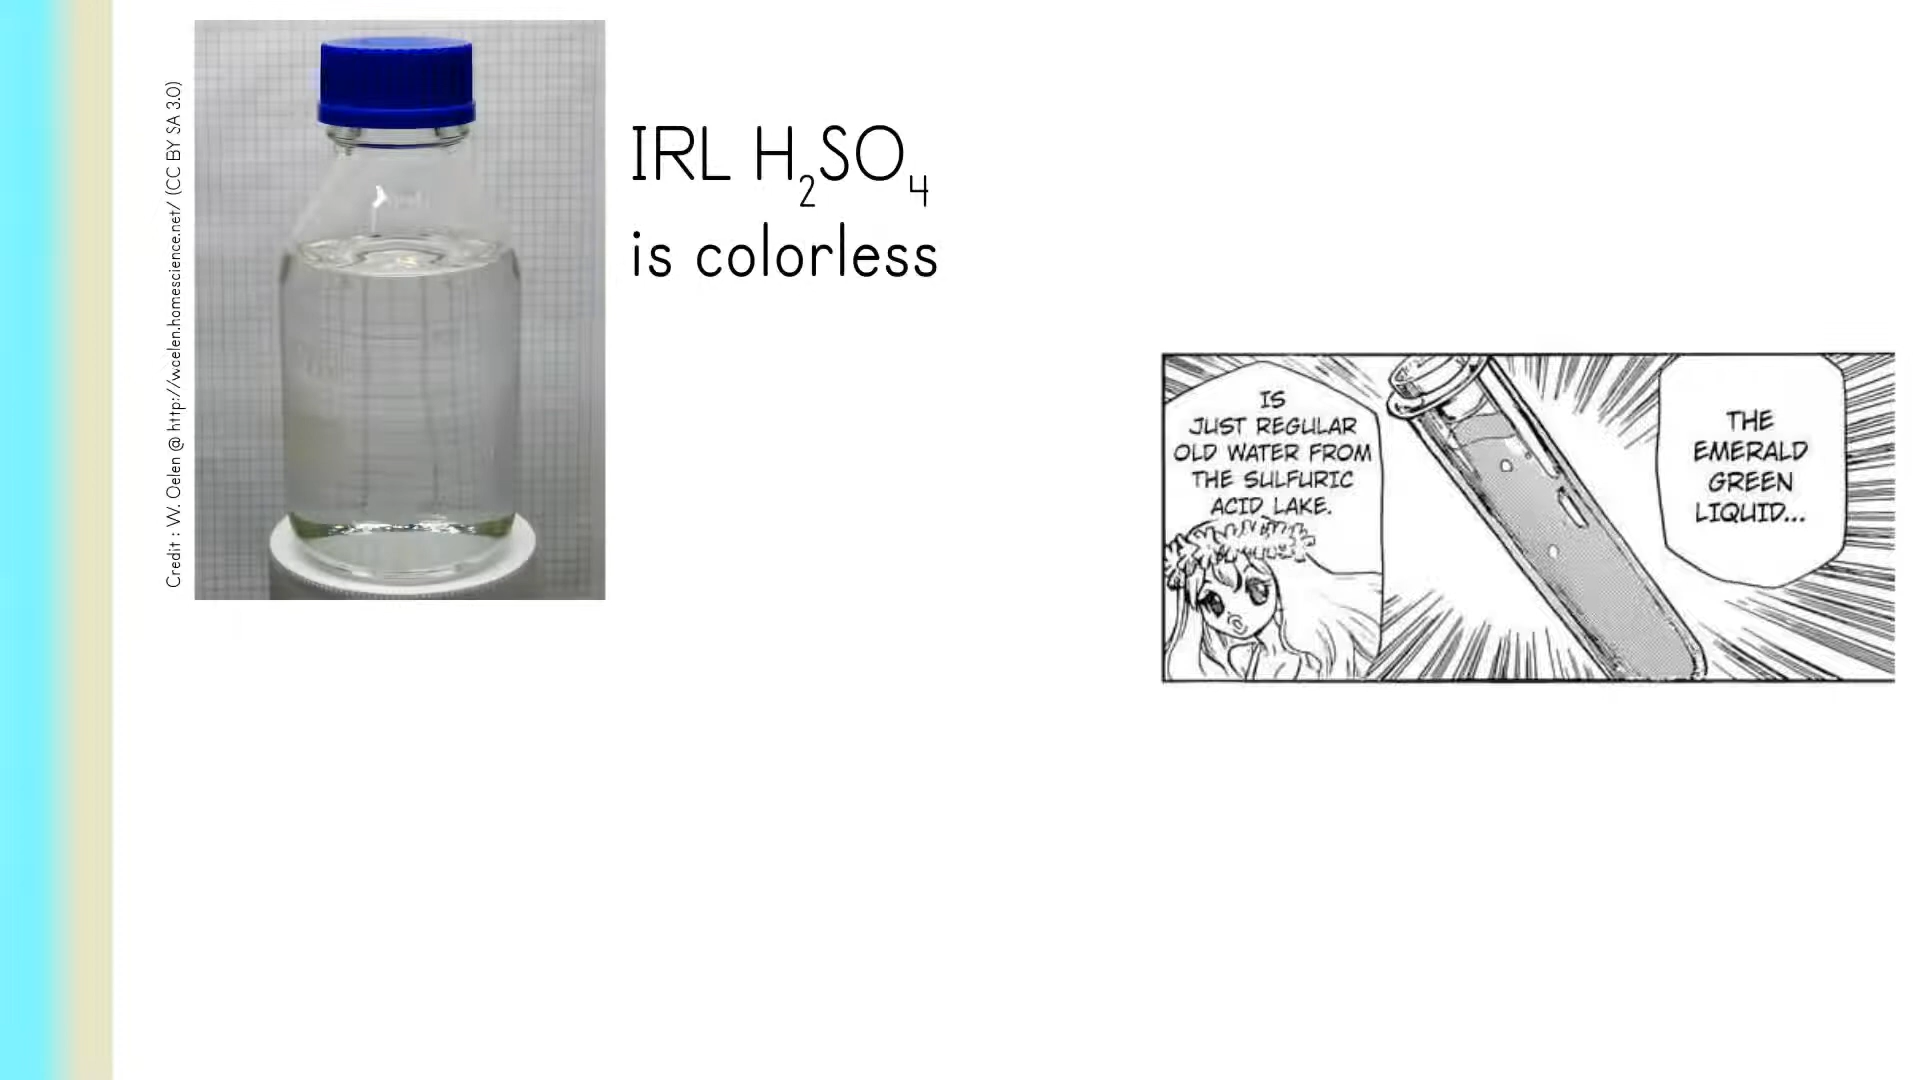 Credit : W. Oelen @ http://woelen.homescience.net/ (CC BY SA 3.0)
IRL H₂SO₄
is colorless
THE
EMERALD
GREEN
LIQUID...
IS
JUST REGULAR
OLD WATER FROM
THE SULFURIC
ACID LAKE.